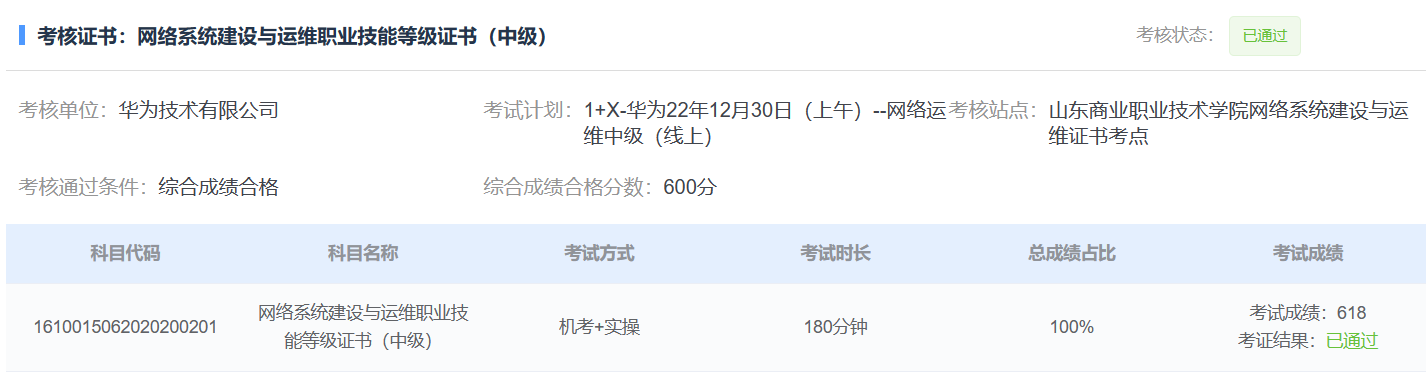 考核证书：网络系统建设与运维职业技能等级证书（中级）
考核状态： 已通过
考核单位：华为技术有限公司
考试计划：1+X-华为22年12月30日（上午）--网络运
维中级（线上）
考核站点：山东商业职业技术学院网络系统建设与运
维证书考点
考核通过条件：综合成绩合格
综合成绩合格分数：600分
科目代码 科目名称 考试方式 考试时长 总成绩占比 考试成绩
1610015062020200201
网络系统建设与运维职业技
能等级证书（中级）
机考+实操
180分钟
100%
考试成绩：618
考证结果：已通过